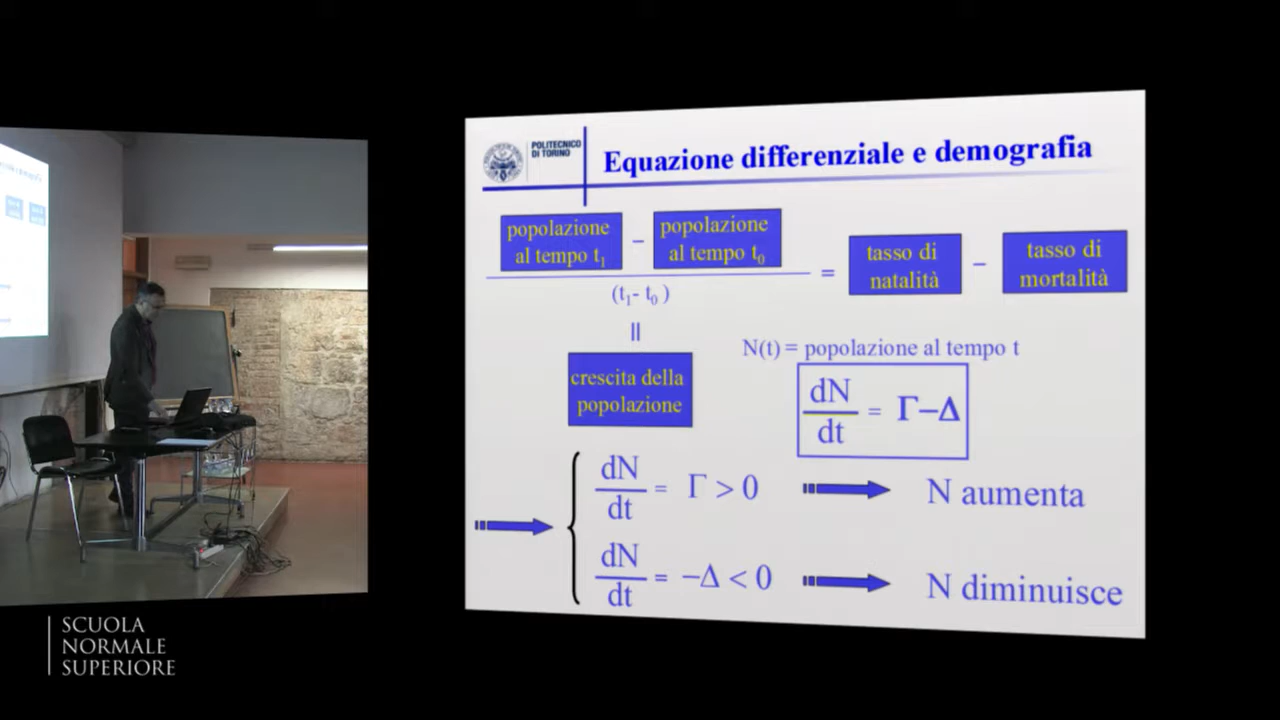 POLITECNICO
DI TORINO
Equazione differenziale e demografia
popolazione
al tempo t₁
–
popolazione
al tempo t₀
(t₁- t₀ )
=
tasso di
natalità
–
tasso di
mortalità
=
crescita della
popolazione
N(t) = popolazione al tempo t
dN
dt
= Γ–Δ
dN
dt
= Γ > 0
N aumenta
dN
dt
= –Δ < 0
N diminuisce
SCUOLA
NORMALE
SUPERIORE